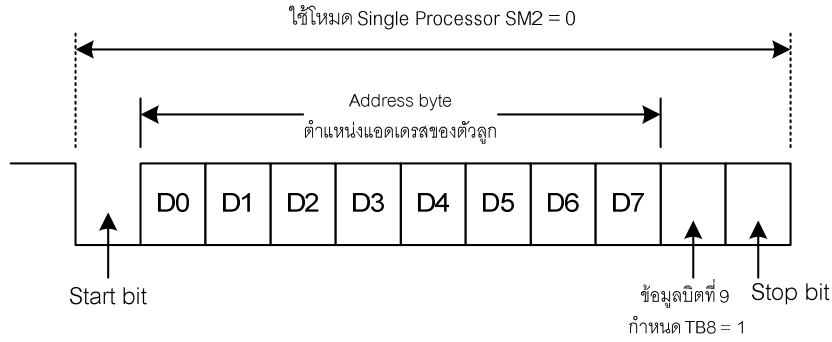 ใช้โหมด Single Processor SM2 = 0
Address byte
ตำแหน่งแอดเดรสของตัวลูก
D0 D1 D2 D3 D4 D5 D6 D7
Start bit
ข้อมูลบิตที่ 9
กำหนด TB8 = 1
Stop bit